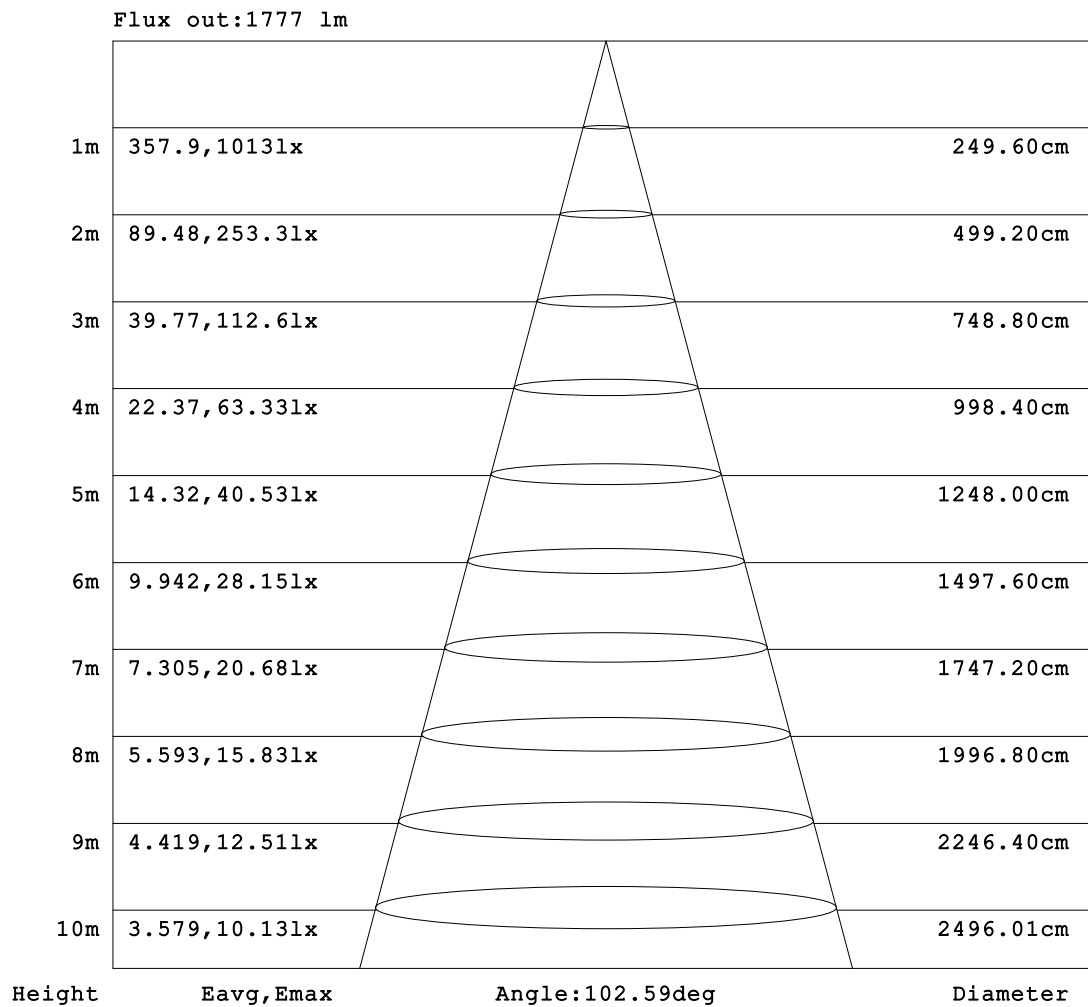 Flux out:1777 lm
1m 357.9,1013lx 249.60cm
2m 89.48,253.3lx 499.20cm
3m 39.77,112.6lx 748.80cm
4m 22.37,63.33lx 998.40cm
5m 14.32,40.53lx 1248.00cm
6m 9.942,28.15lx 1497.60cm
7m 7.305,20.68lx 1747.20cm
8m 5.593,15.83lx 1996.80cm
9m 4.419,12.51lx 2246.40cm
10m 3.579,10.13lx 2496.01cm
Height Eavg,Emax Angle:102.59deg Diameter